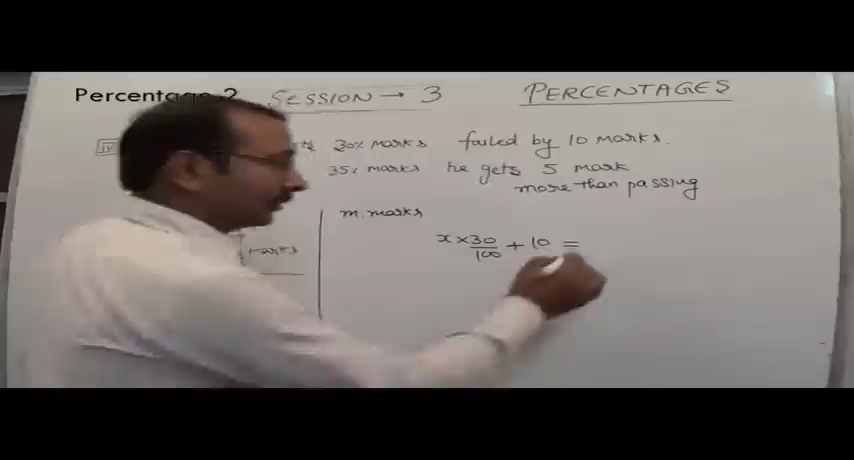 Percentage-2 SESSION → 3 PERCENTAGES
iv 30% marks failed by 10 marks.
35% marks he gets 5 mark
more than passing
m. marks
x × 30/100 + 10 =
marks